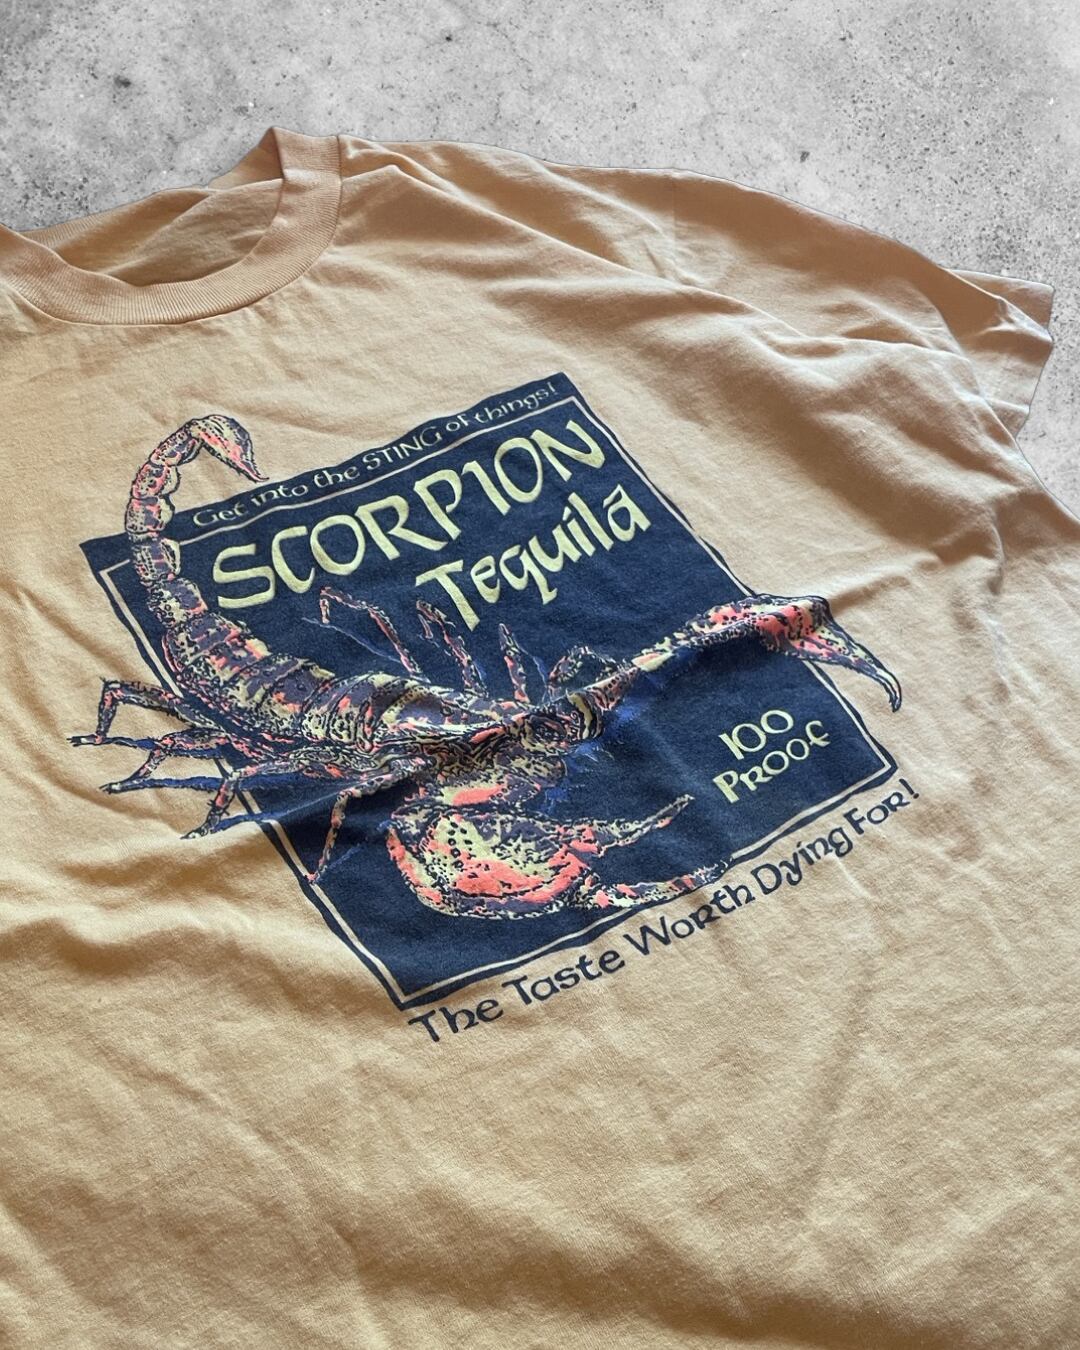 Get into the STING of things!
SCORPION
Tequila
100
PROOF
The Taste Worth Dying For!